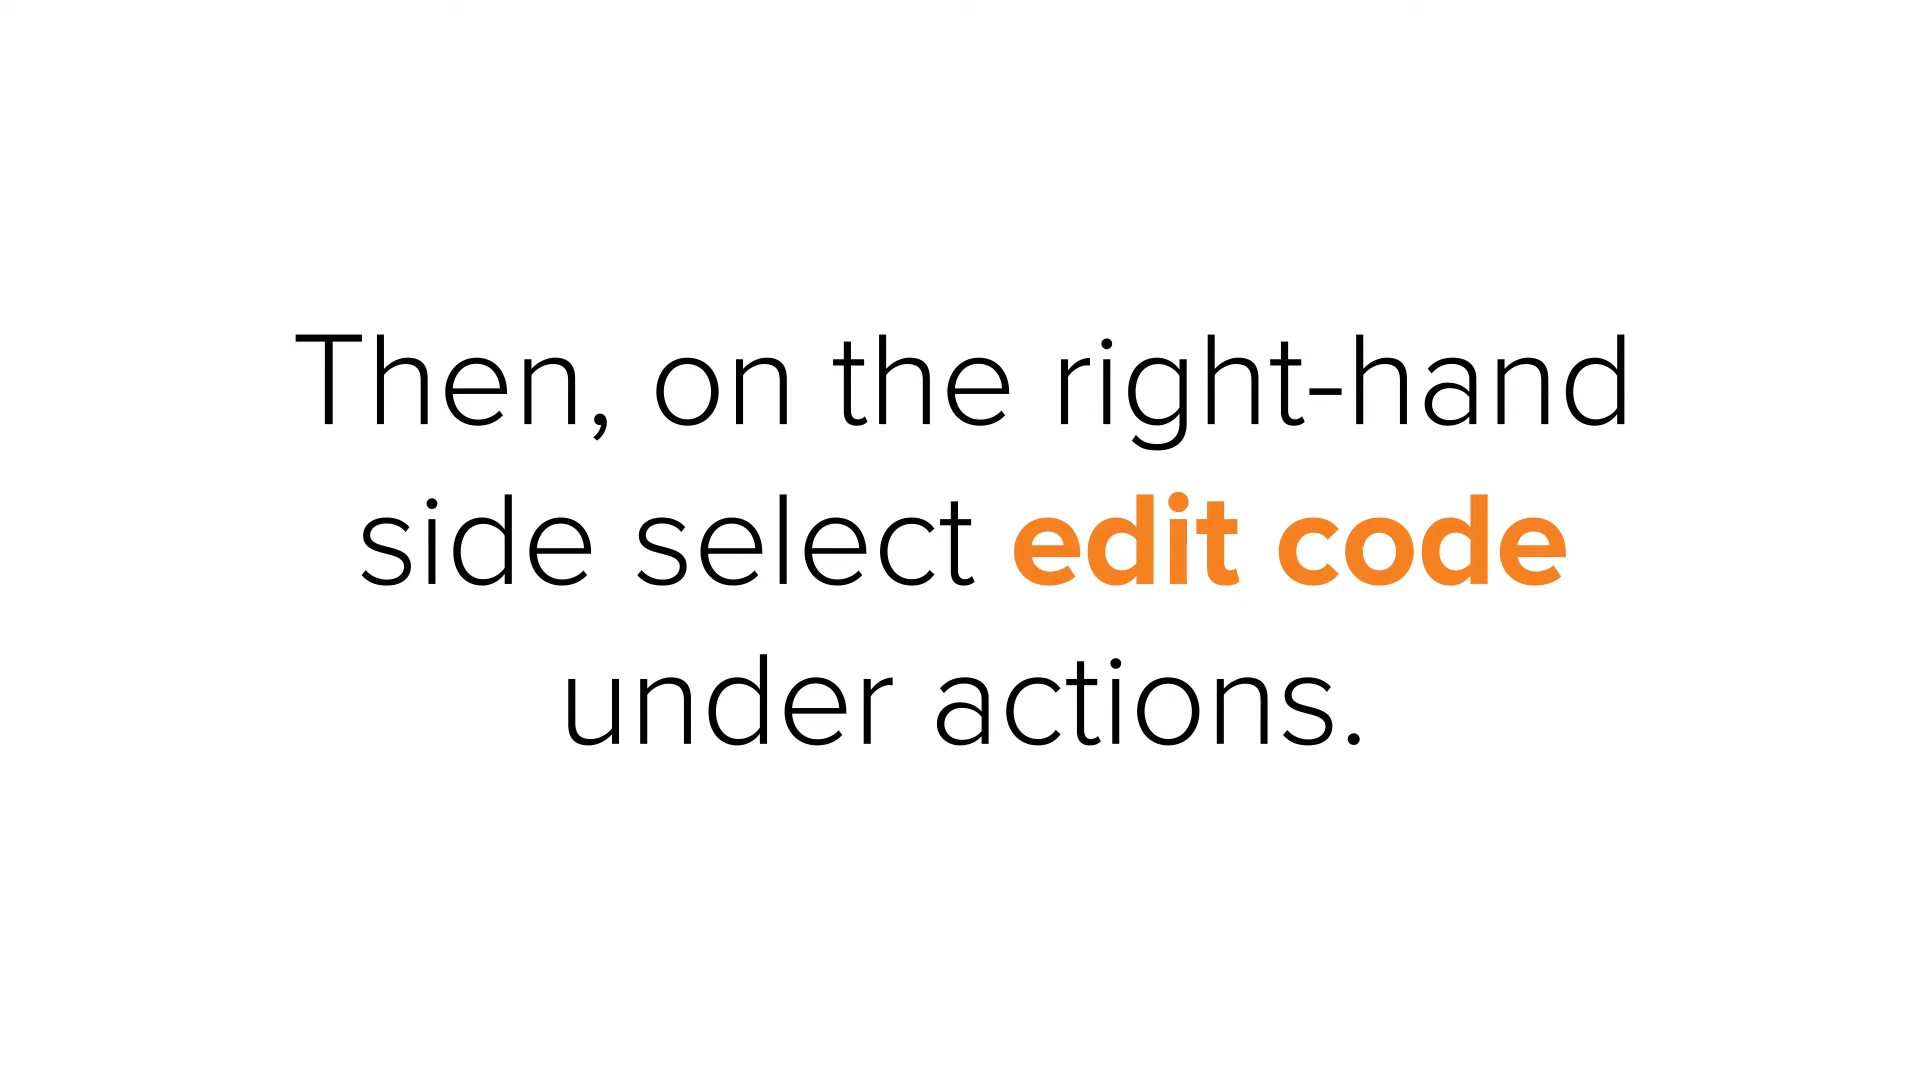 Then, on the right-hand
side select edit code
under actions.